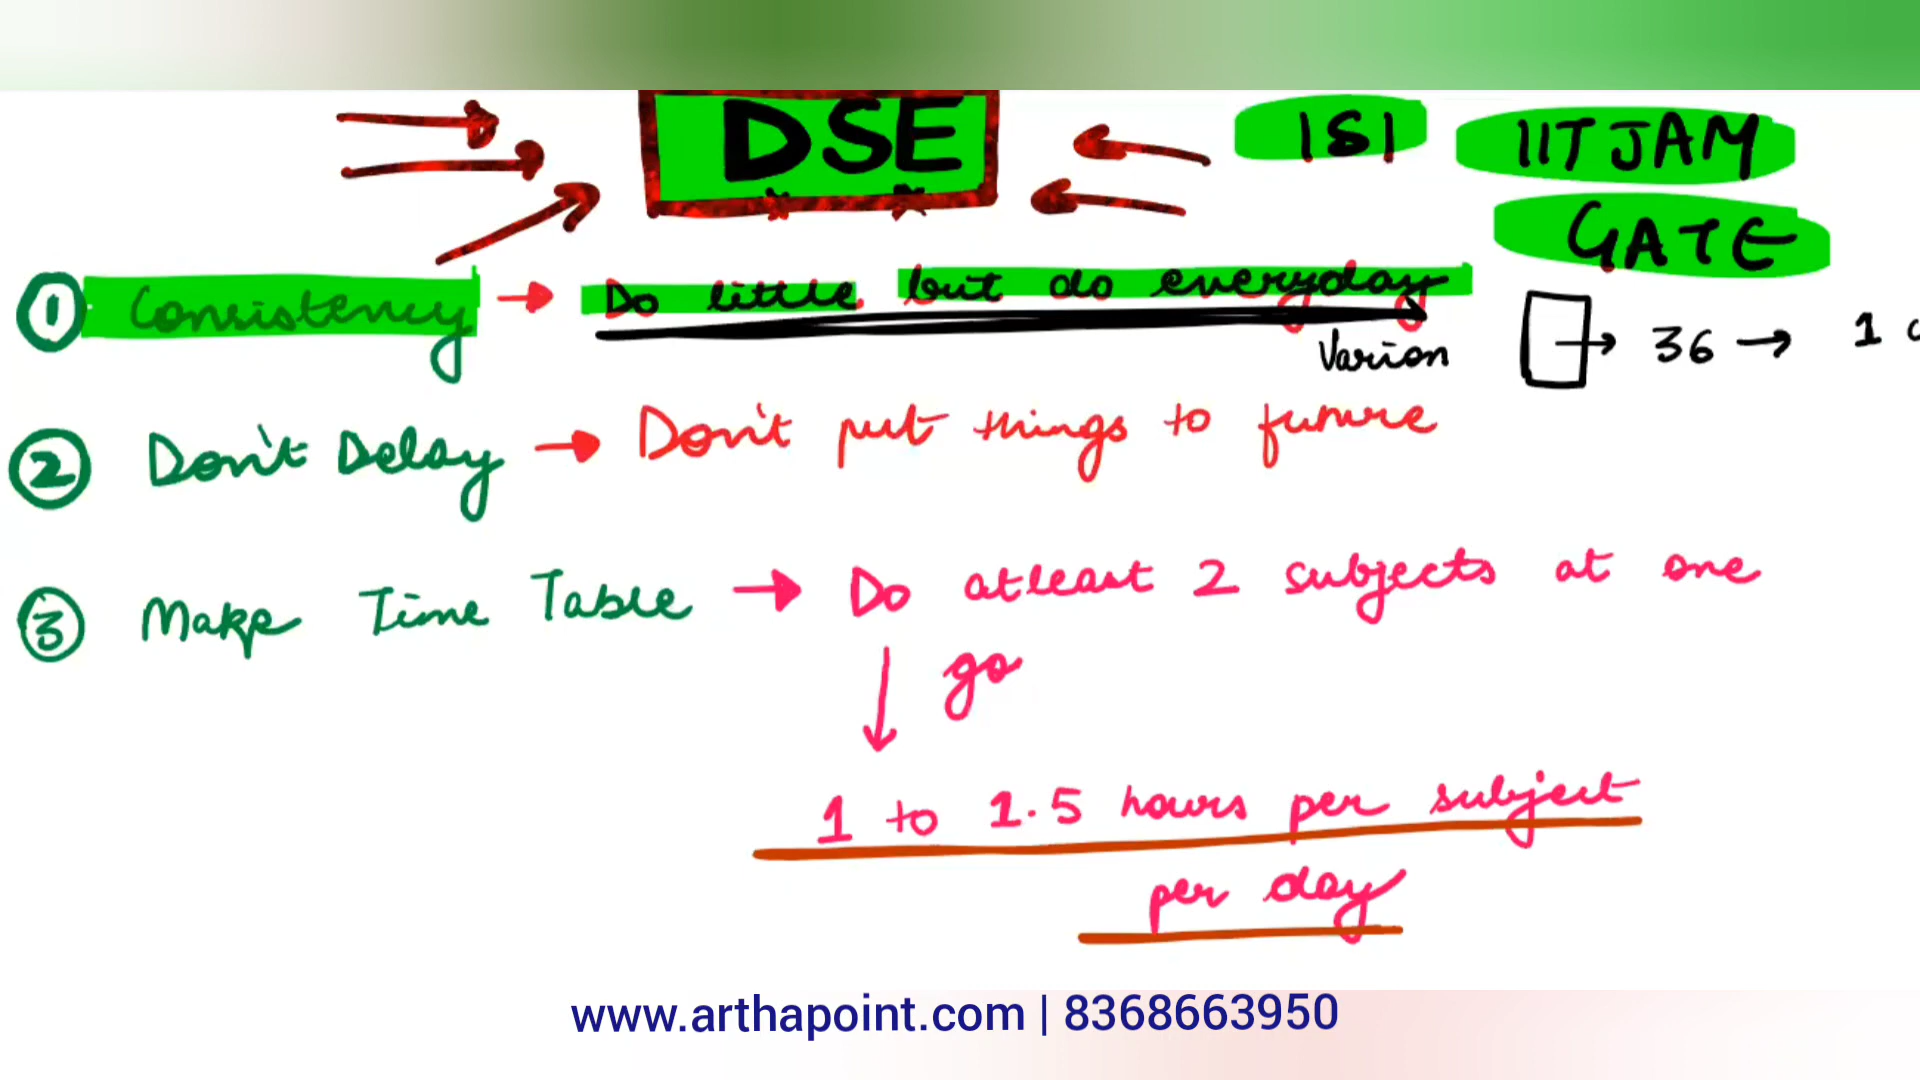 DSE
ISI
IIT JAM
GATE
1 Consistency → Do little but do everyday
Varian
→ 36 → 1
2 Don't Delay → Don't put things to future
3 Make Time Table → Do atleast 2 subjects at one
go
1 to 1.5 hours per subject
per day
www.arthapoint.com | 8368663950